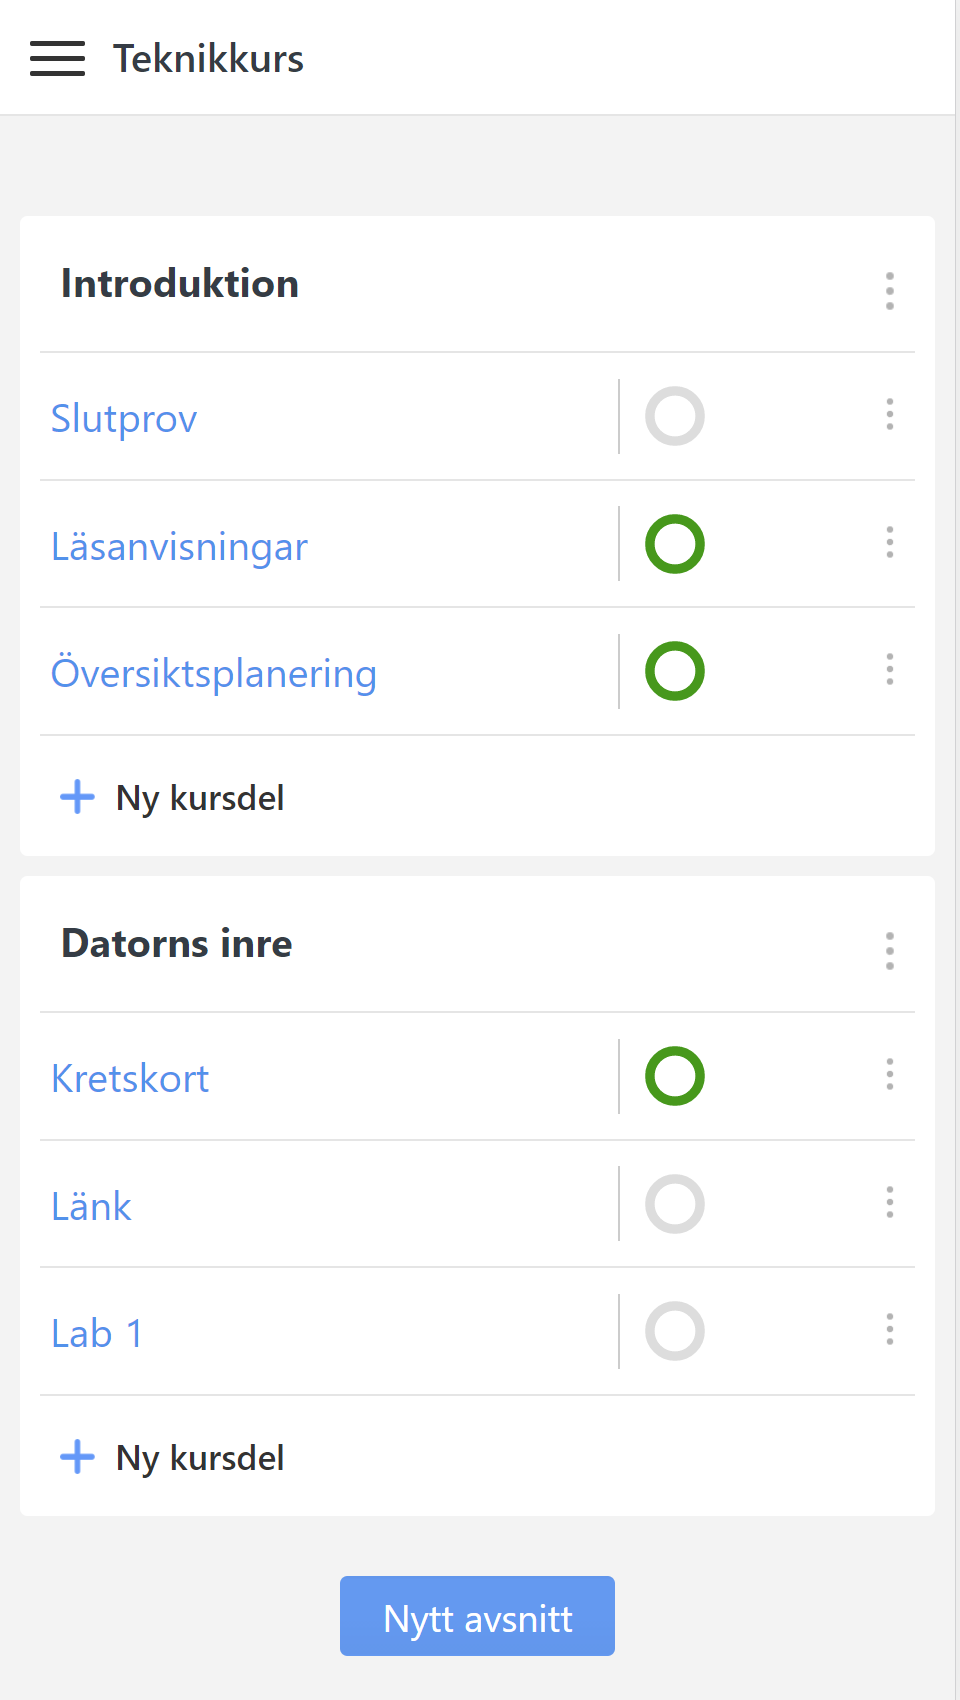 Teknikkurs
Introduktion
Slutprov
Läsanvisningar
Översiktsplanering
Ny kursdel
Datorns inre
Kretskort
Länk
Lab 1
Ny kursdel
Nytt avsnitt